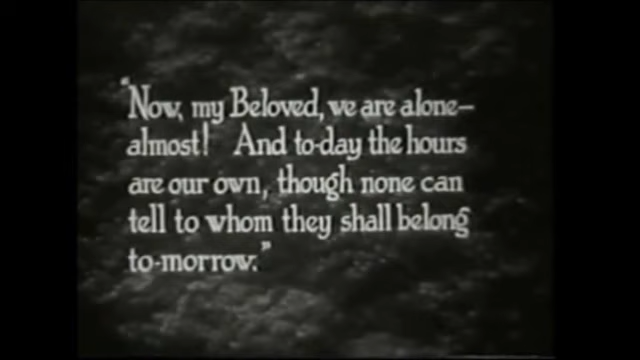 "Now, my Beloved, we are alone—
almost! And to-day the hours
are our own, though none can
tell to whom they shall belong
to-morrow."